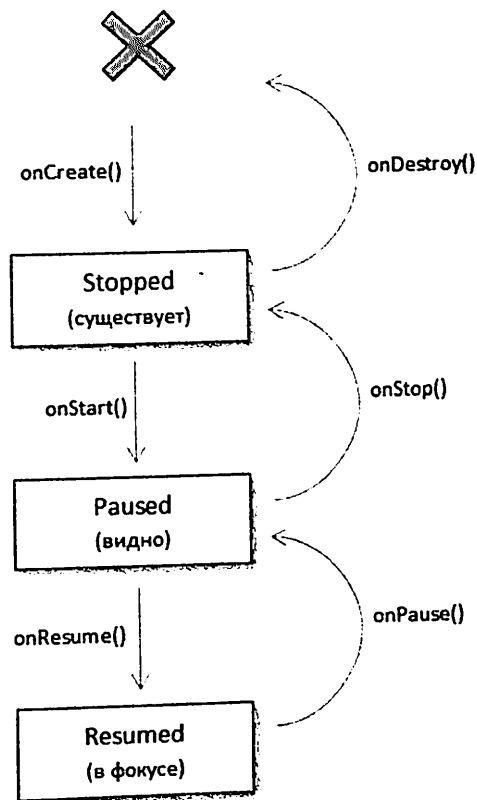 onCreate()
onDestroy()
Stopped
(существует)
onStart()
onStop()
Paused
(видно)
onResume()
onPause()
Resumed
(в фокусе)